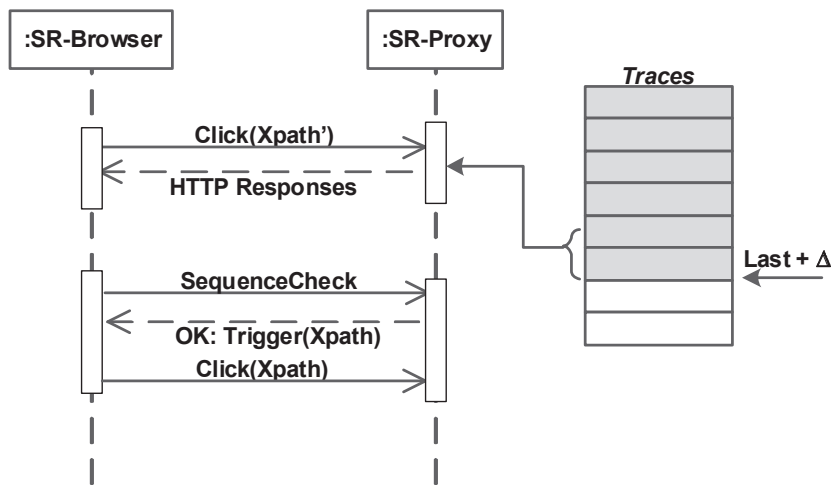 :SR-Browser
:SR-Proxy
Traces
Click(Xpath’)
HTTP Responses
Last + Δ
SequenceCheck
OK: Trigger(Xpath)
Click(Xpath)